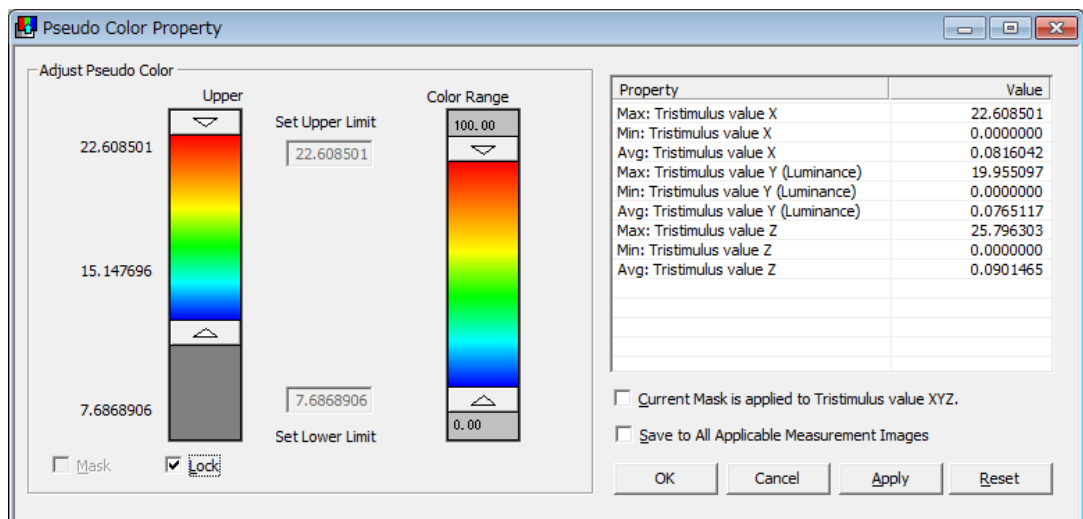 Pseudo Color Property
Adjust Pseudo Color
Upper
Color Range
Set Upper Limit
100.00
22.608501
22.608501
15.147696
7.6868906
7.6868906
Set Lower Limit
0.00
Mask
Lock
Property Value
Max: Tristimulus value X 22.608501
Min: Tristimulus value X 0.0000000
Avg: Tristimulus value X 0.0816042
Max: Tristimulus value Y (Luminance) 19.955097
Min: Tristimulus value Y (Luminance) 0.0000000
Avg: Tristimulus value Y (Luminance) 0.0765117
Max: Tristimulus value Z 25.796303
Min: Tristimulus value Z 0.0000000
Avg: Tristimulus value Z 0.0901465
Current Mask is applied to Tristimulus value XYZ.
Save to All Applicable Measurement Images
OK Cancel Apply Reset